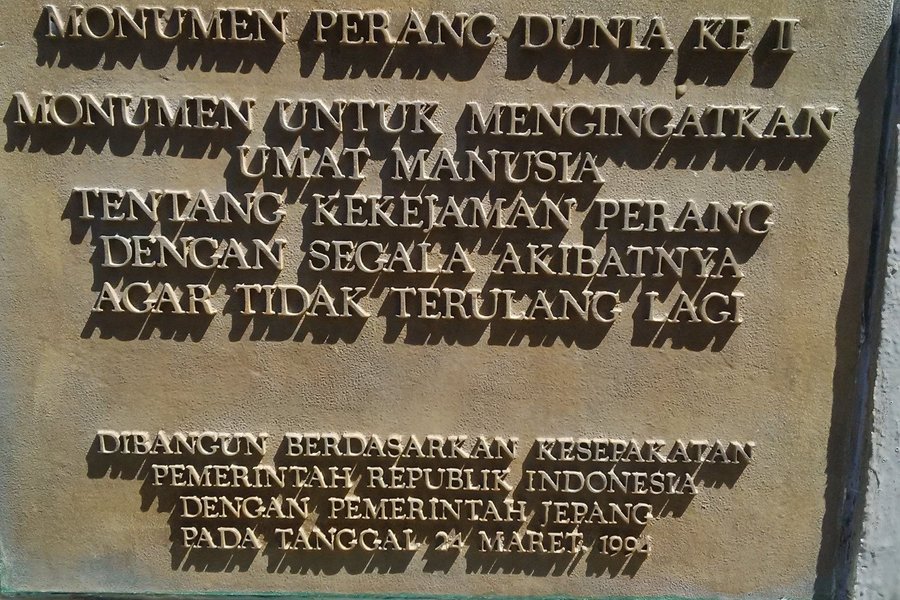 MONUMEN PERANG DUNIA KE II
MONUMEN UNTUK MENGINGATKAN
UMAT MANUSIA
TENTANG KEKEJAMAN PERANG
DENGAN SEGALA AKIBATNYA
AGAR TIDAK TERULANG LAGI
DIBANGUN BERDASARKAN KESEPAKATAN
PEMERINTAH REPUBLIK INDONESIA
DENGAN PEMERINTAH JEPANG
PADA TANGGAL 24 MARET 1994